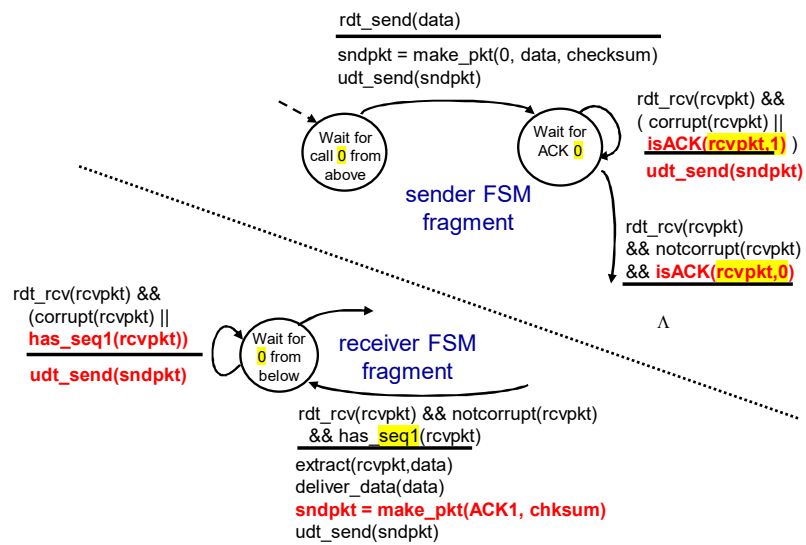 rdt_send(data)
sndpkt = make_pkt(0, data, checksum)
udt_send(sndpkt)
Wait for
call 0 from
above
Wait for
ACK 0
rdt_rcv(rcvpkt) &&
( corrupt(rcvpkt) ||
isACK(rcvpkt,1) )
udt_send(sndpkt)
sender FSM
fragment
rdt_rcv(rcvpkt)
&& notcorrupt(rcvpkt)
&& isACK(rcvpkt,0)
Λ
rdt_rcv(rcvpkt) &&
(corrupt(rcvpkt) ||
has_seq1(rcvpkt))
udt_send(sndpkt)
Wait for
0 from
below
receiver FSM
fragment
rdt_rcv(rcvpkt) && notcorrupt(rcvpkt)
&& has_seq1(rcvpkt)
extract(rcvpkt,data)
deliver_data(data)
sndpkt = make_pkt(ACK1, chksum)
udt_send(sndpkt)